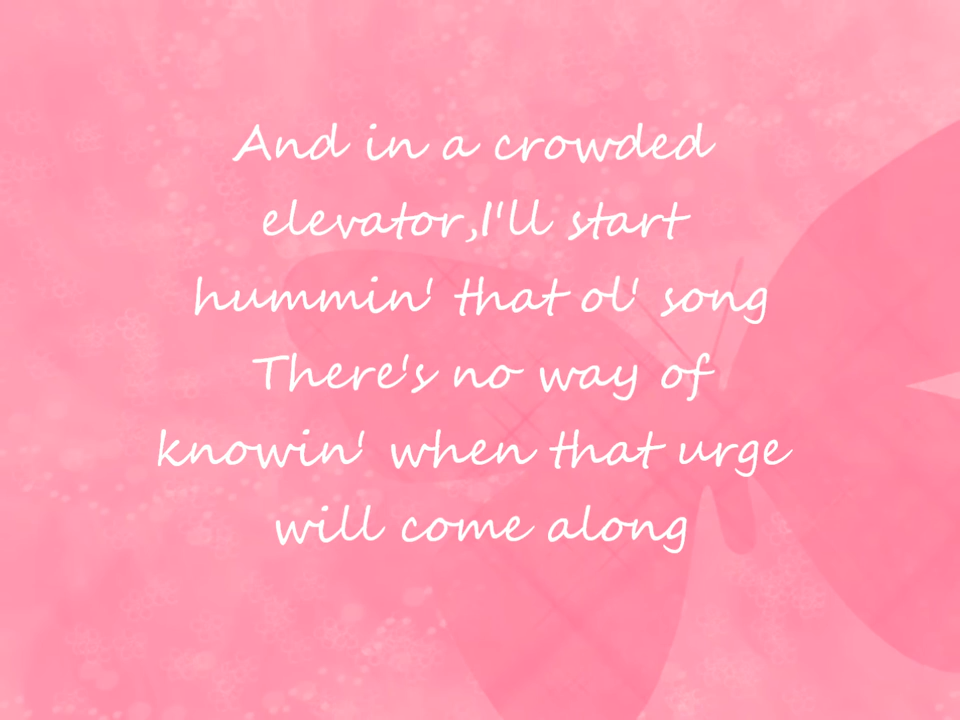 And in a crowded
elevator,I'll start
hummin' that ol' song
There's no way of
knowin' when that urge
will come along